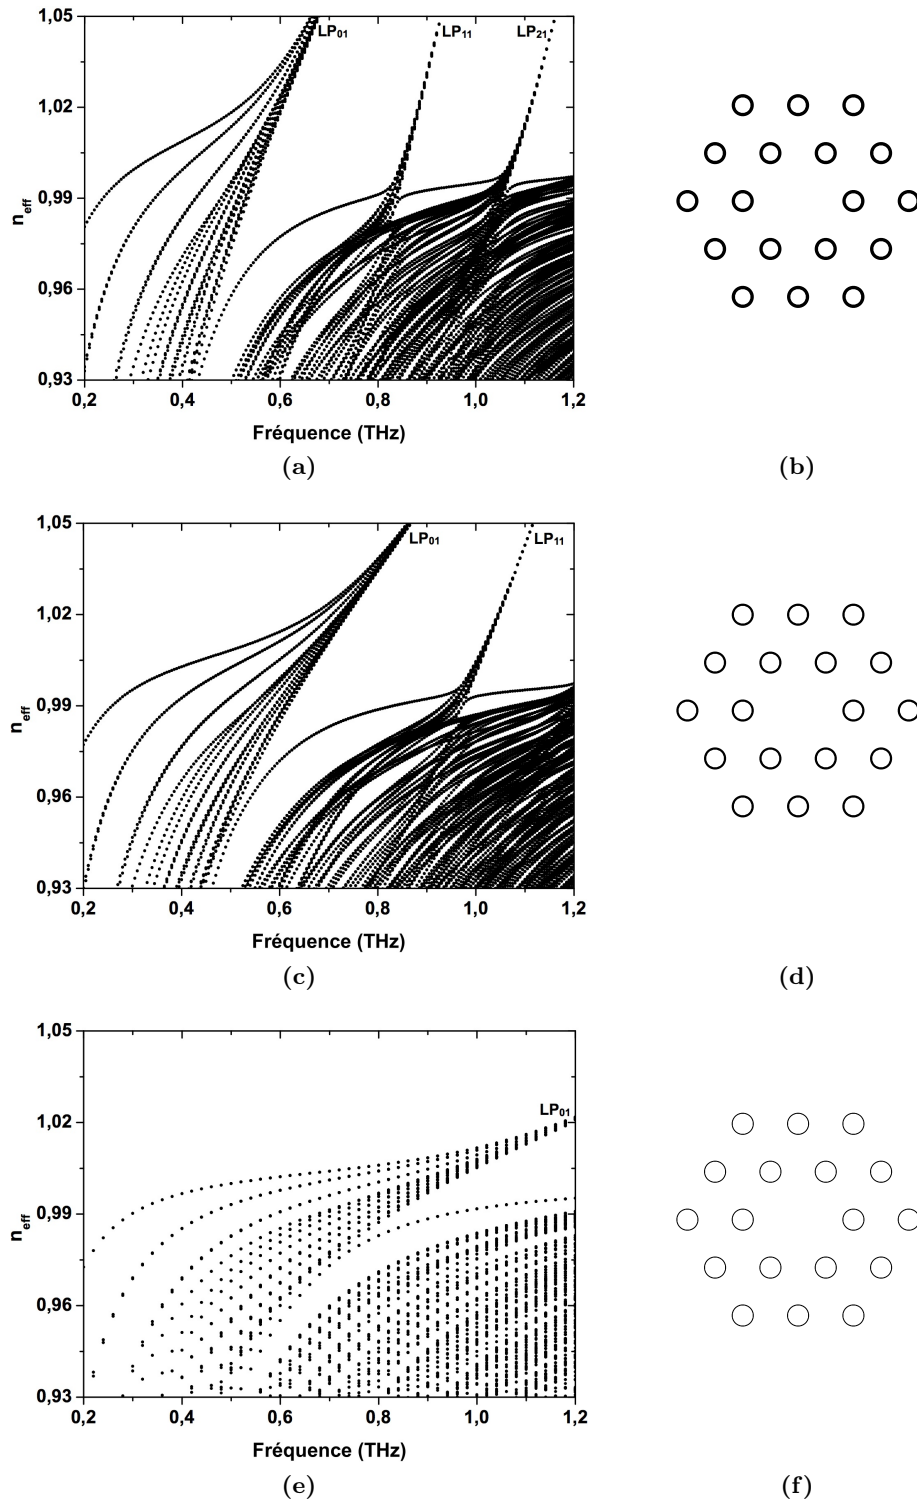 1,05
LP01 LP11 LP21
1,02
0,99
neff
0,96
0,93
0,2 0,4 0,6 0,8 1,0 1,2
Fréquence (THz)
(a) (b)
1,05
LP01 LP11
1,02
0,99
neff
0,96
0,93
0,2 0,4 0,6 0,8 1,0 1,2
Fréquence (THz)
(c) (d)
1,05
1,02
LP01
0,99
neff
0,96
0,93
0,2 0,4 0,6 0,8 1,0 1,2
Fréquence (THz)
(e) (f)